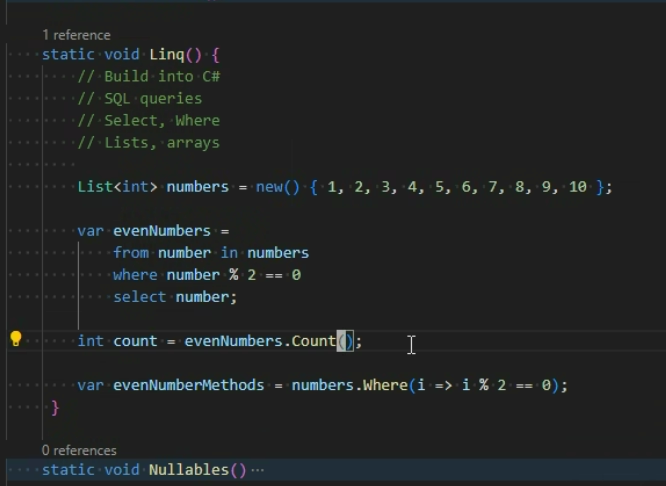 1 reference
static void Linq() {
// Build into C#
// SQL queries
// Select, Where
// Lists, arrays
List<int> numbers = new() { 1, 2, 3, 4, 5, 6, 7, 8, 9, 10 };
var evenNumbers =
from number in numbers
where number % 2 == 0
select number;
int count = evenNumbers.Count();
var evenNumberMethods = numbers.Where(i => i % 2 == 0);
}
0 references
static void Nullables() ...